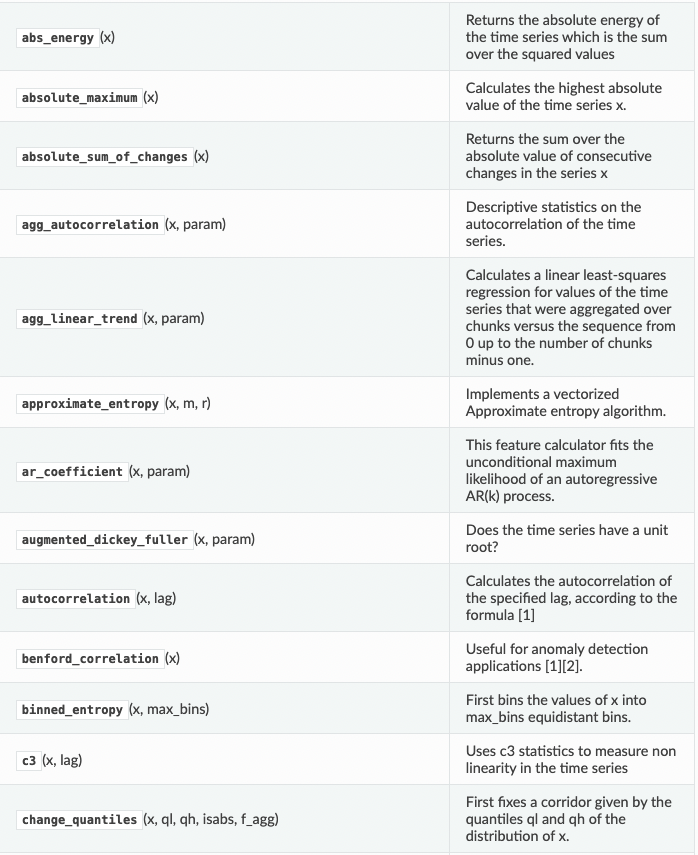 abs_energy (x)
Returns the absolute energy of
the time series which is the sum
over the squared values
absolute_maximum (x)
Calculates the highest absolute
value of the time series x.
absolute_sum_of_changes (x)
Returns the sum over the
absolute value of consecutive
changes in the series x
agg_autocorrelation (x, param)
Descriptive statistics on the
autocorrelation of the time
series.
agg_linear_trend (x, param)
Calculates a linear least-squares
regression for values of the time
series that were aggregated over
chunks versus the sequence from
0 up to the number of chunks
minus one.
approximate_entropy (x, m, r)
Implements a vectorized
Approximate entropy algorithm.
ar_coefficient (x, param)
This feature calculator fits the
unconditional maximum
likelihood of an autoregressive
AR(k) process.
augmented_dickey_fuller (x, param)
Does the time series have a unit
root?
autocorrelation (x, lag)
Calculates the autocorrelation of
the specified lag, according to the
formula [1]
benford_correlation (x)
Useful for anomaly detection
applications [1][2].
binned_entropy (x, max_bins)
First bins the values of x into
max_bins equidistant bins.
c3 (x, lag)
Uses c3 statistics to measure non
linearity in the time series
change_quantiles (x, ql, qh, isabs, f_agg)
First fixes a corridor given by the
quantiles ql and qh of the
distribution of x.